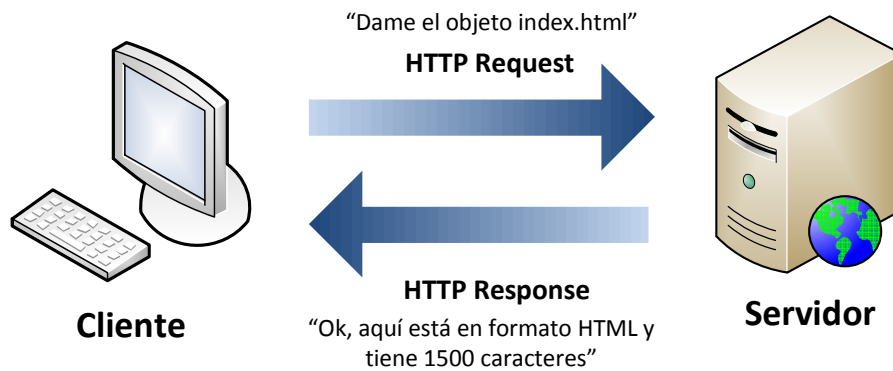 “Dame el objeto index.html”
HTTP Request
HTTP Response
“Ok, aquí está en formato HTML y
tiene 1500 caracteres”
Cliente
Servidor